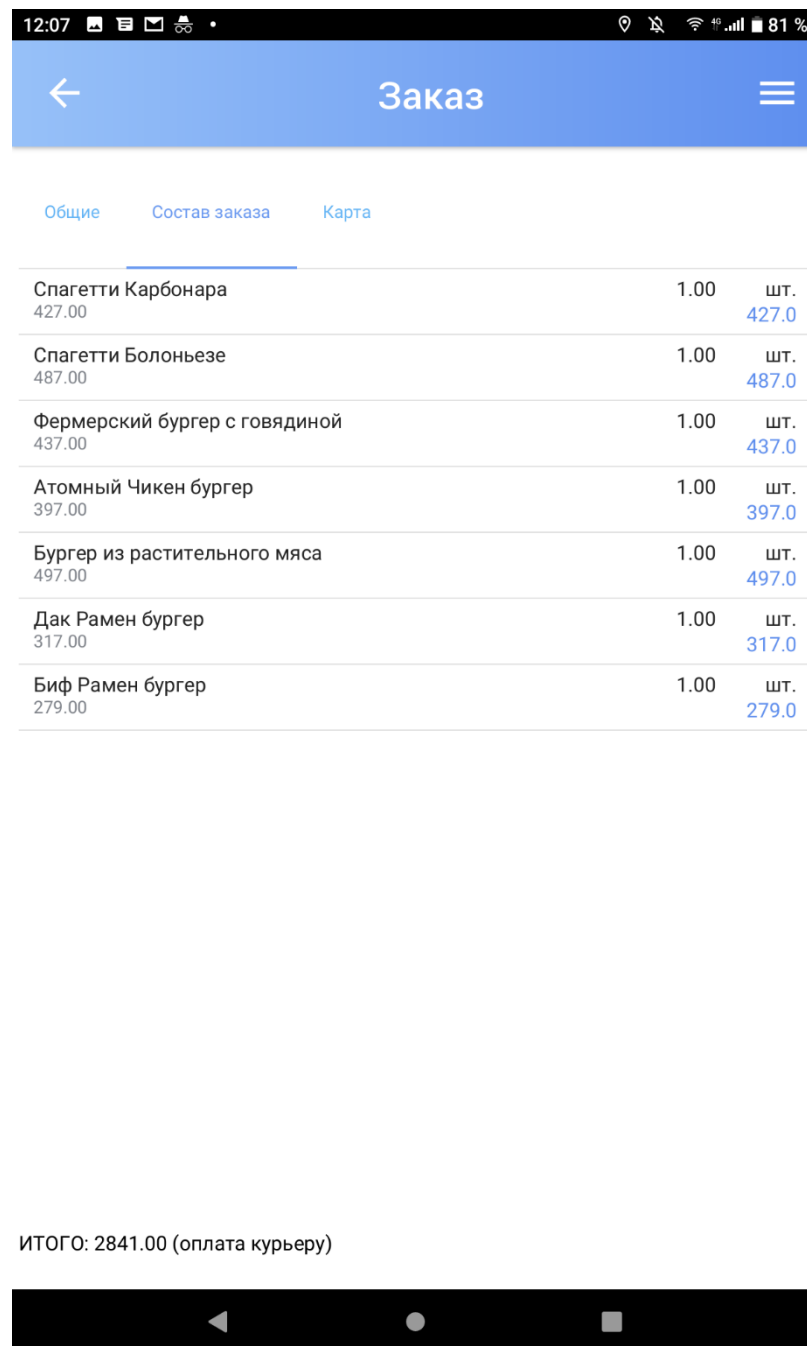 12:07 4G 81 %
Заказ
Общие Состав заказа Карта
Спагетти Карбонара 1.00 шт.
427.00 427.0
Спагетти Болоньезе 1.00 шт.
487.00 487.0
Фермерский бургер с говядиной 1.00 шт.
437.00 437.0
Атомный Чикен бургер 1.00 шт.
397.00 397.0
Бургер из растительного мяса 1.00 шт.
497.00 497.0
Дак Рамен бургер 1.00 шт.
317.00 317.0
Биф Рамен бургер 1.00 шт.
279.00 279.0
ИТОГО: 2841.00 (оплата курьеру)